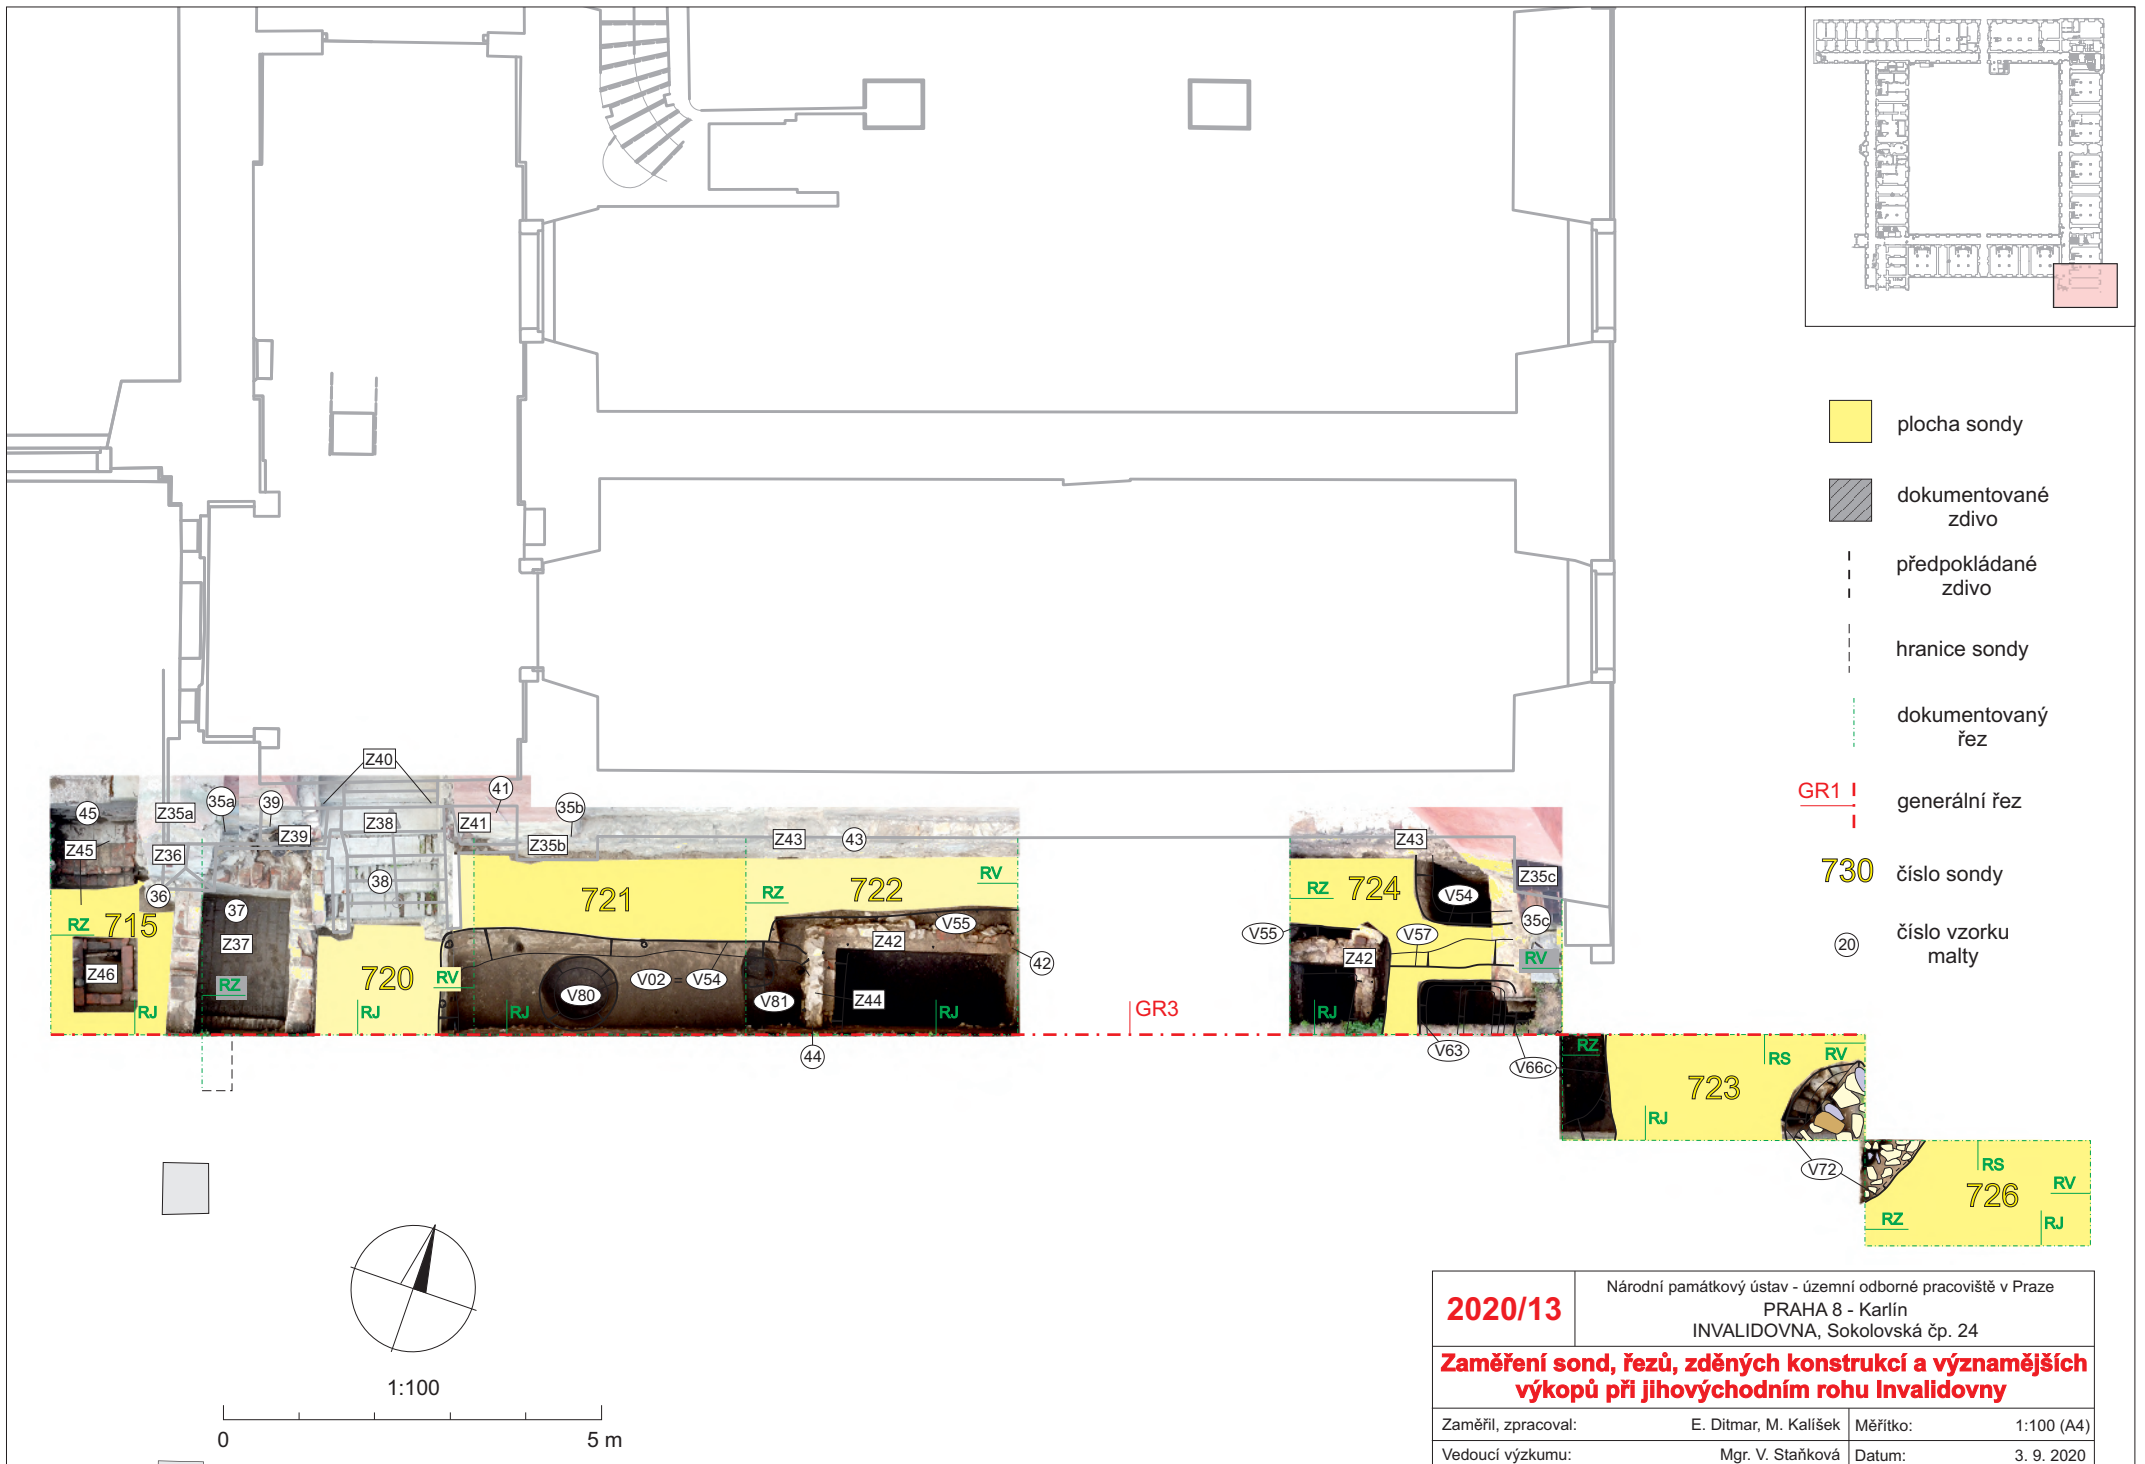 plocha sondy
dokumentované
zdivo
předpokládané
zdivo
hranice sondy
dokumentovaný
řez
GR1
generální řez
730
číslo sondy
20
číslo vzorku
malty
Z40
45
Z35a
35a
39
Z39
Z38
41
Z41
35b
Z35b
Z43
43
Z43
Z45
Z36
36
37
38
Z37
Z46
RZ
715
RZ
RJ
720
RJ
RV
721
RZ
722
RV
V55
Z42
42
V80
V02
=
V54
V81
Z44
RJ
RJ
44
GR3
RZ
724
V54
Z35c
35c
V55
V57
Z42
RV
RJ
V63
V66c
RZ
723
RS
RV
RJ
V72
RS
726
RV
RZ
RJ
1:100
0
5 m
2020/13
Národní památkový ústav - územní odborné pracoviště v Praze
PRAHA 8 - Karlín
INVALIDOVNA, Sokolovská čp. 24
Zaměření sond, řezů, zděných konstrukcí a významějších
výkopů při jihovýchodním rohu Invalidovny
Zaměřil, zpracoval: E. Ditmar, M. Kalíšek Měřítko: 1:100 (A4)
Vedoucí výzkumu: Mgr. V. Staňková Datum: 3. 9. 2020